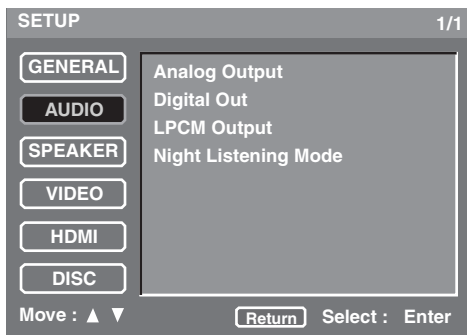 SETUP 1/1
GENERAL
AUDIO
SPEAKER
VIDEO
HDMI
DISC
Analog Output
Digital Out
LPCM Output
Night Listening Mode
Move : ▲ ▼ Return Select : Enter